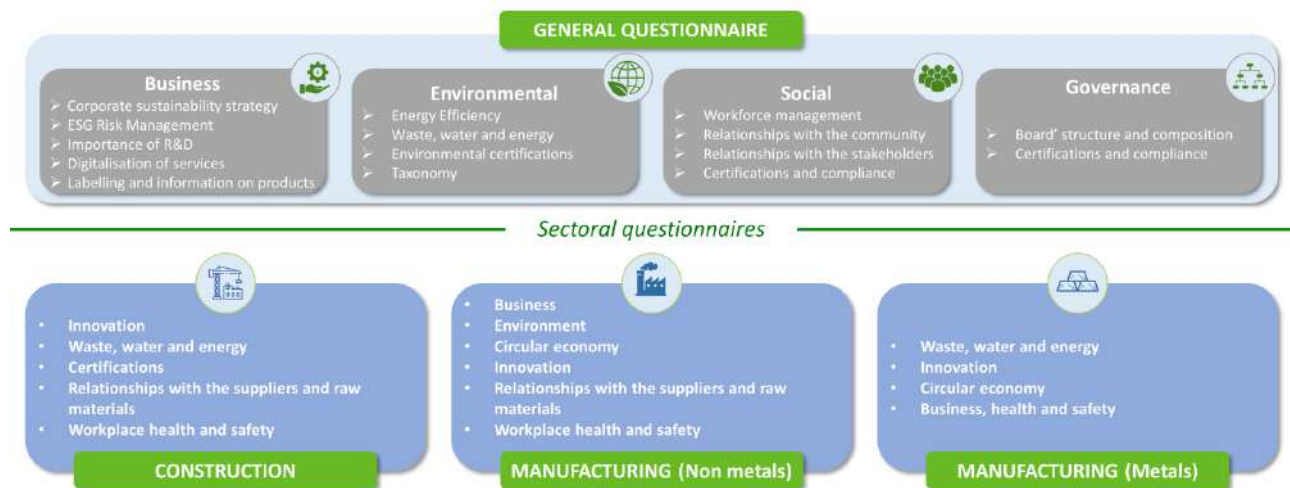 GENERAL QUESTIONNAIRE
Business
Corporate sustainability strategy
ESG Risk Management
Importance of R&D
Digitalisation of services
Labelling and information on products
Environmental
Energy Efficiency
Waste, water and energy
Environmental certifications
Taxonomy
Social
Workforce management
Relationships with the community
Relationships with the stakeholders
Certifications and compliance
Governance
Board' structure and composition
Certifications and compliance
Sectoral questionnaires
Innovation
Waste, water and energy
Certifications
Relationships with the suppliers and raw
materials
Workplace health and safety
CONSTRUCTION
Business
Environment
Circular economy
Innovation
Relationships with the suppliers and raw
materials
Workplace health and safety
MANUFACTURING (Non metals)
Waste, water and energy
Innovation
Circular economy
Business, health and safety
MANUFACTURING (Metals)